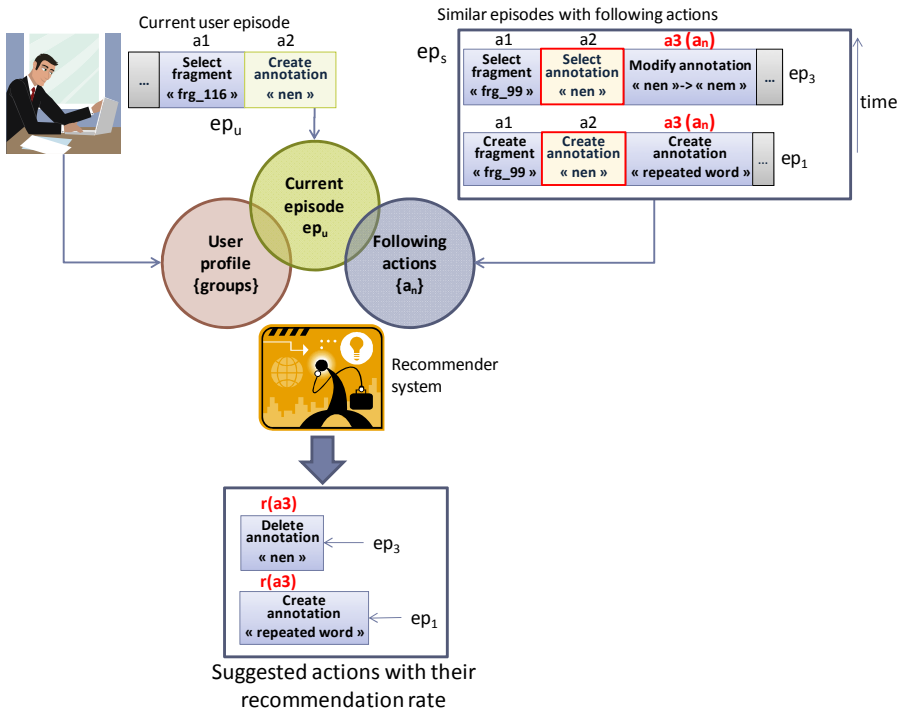 Current user episode
a1 a2
...
Select
fragment
« frg_116 »
Create
annotation
« nen »
ep_u
Similar episodes with following actions
ep_s
a1 a2 a3 (a_n)
Select
fragment
« frg_99 »
Select
annotation
« nen »
Modify annotation
« nen »-> « nem »
...
ep_3
a1 a2 a3 (a_n)
Create
fragment
« frg_99 »
Create
annotation
« nen »
Create
annotation
« repeated word »
...
ep_1
time
Current
episode
ep_u
User
profile
{groups}
Following
actions
{a_n}
Recommender
system
r(a3)
Delete
annotation
« nen »
ep_3
r(a3)
Create
annotation
« repeated word »
ep_1
Suggested actions with their
recommendation rate